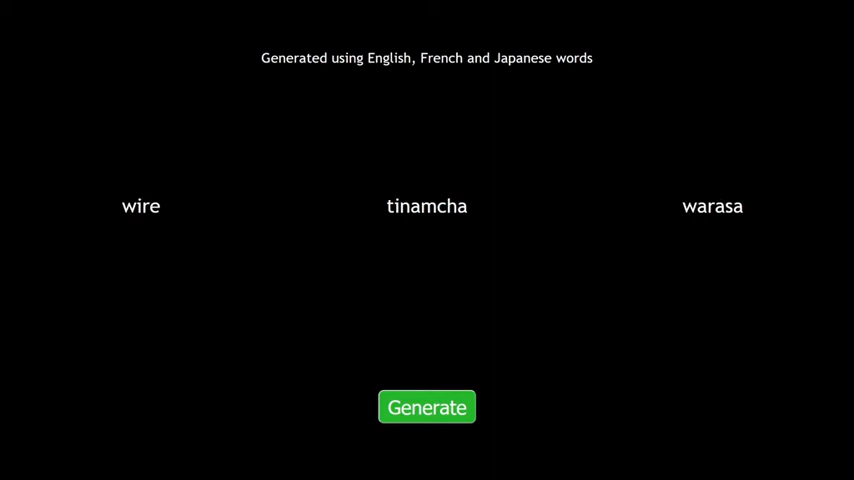 Generated using English, French and Japanese words
wire tinamcha warasa
Generate